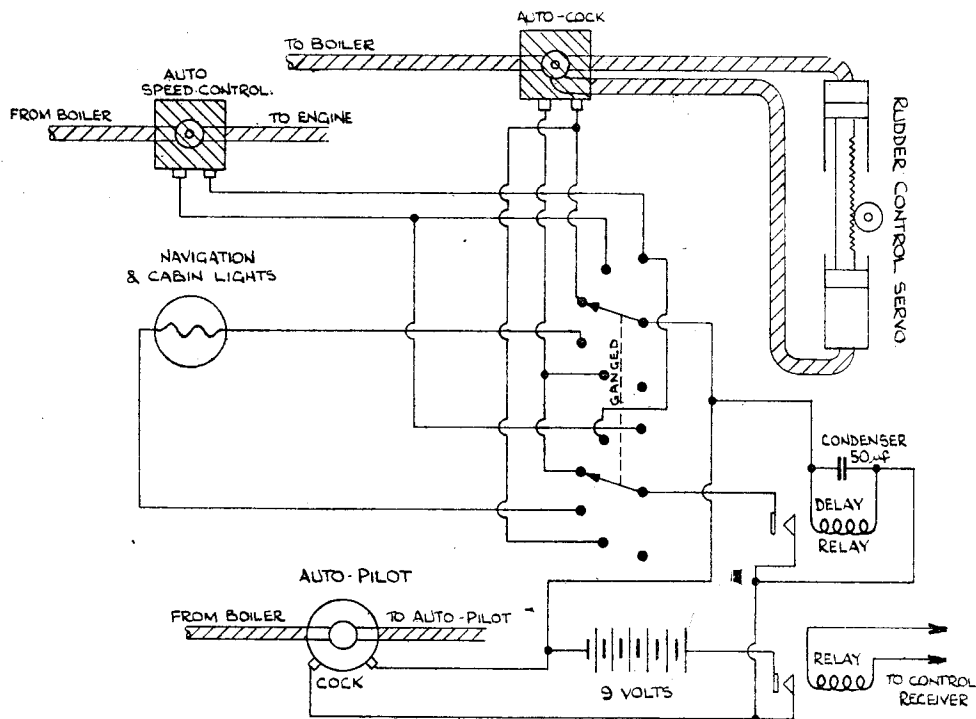 AUTO-COCK
TO BOILER
AUTO
SPEED·CONTROL.
FROM BOILER
TO ENGINE
RUDDER CONTROL SERVO.
NAVIGATION
& CABIN LIGHTS
GANGED
CONDENSER
50µf
DELAY
RELAY
AUTO-PILOT
FROM BOILER
TO AUTO-PILOT
COCK
9 VOLTS
RELAY
TO CONTROL
RECEIVER